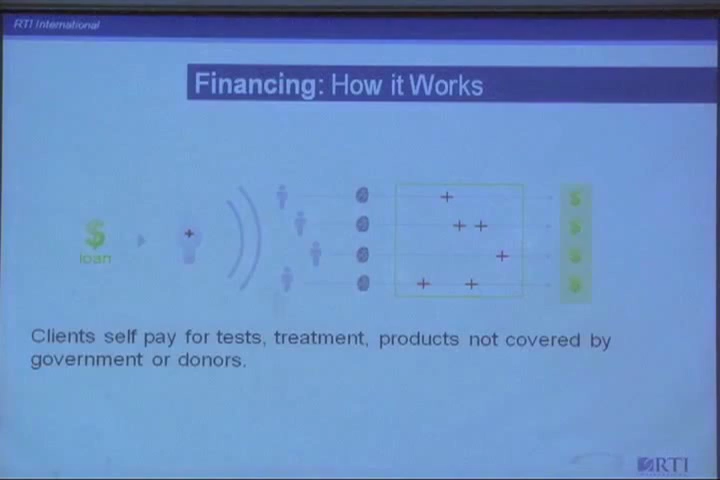 RTI International
Financing: How it Works
$
loan
$
$
$
$
Clients self pay for tests, treatment, products not covered by
government or donors.
RTI